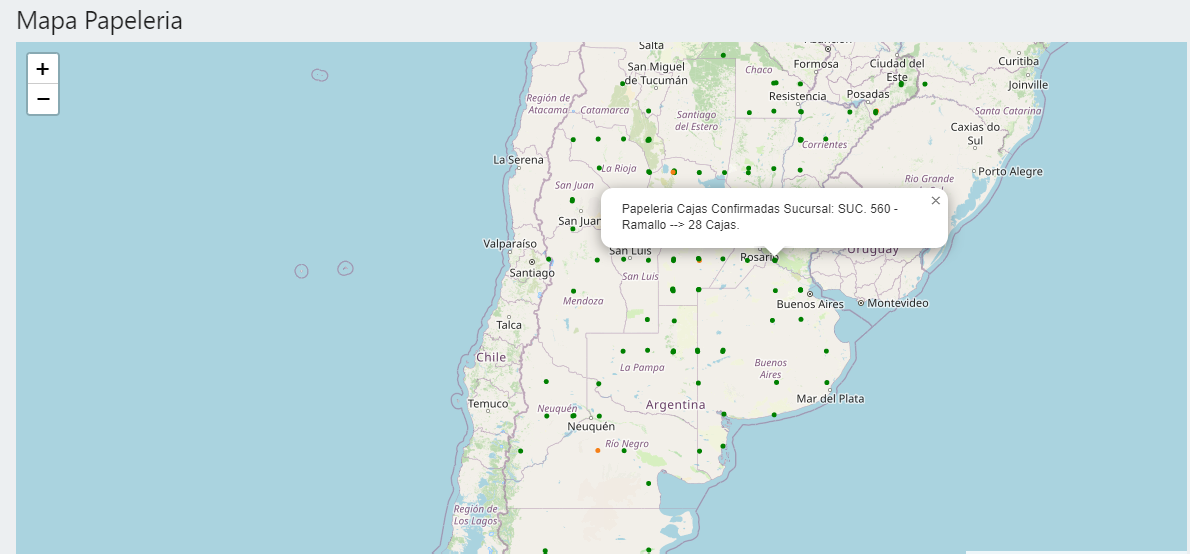 Mapa Papeleria
+
−
Salta
San Miguel
de Tucumán
Chaco
Formosa
Ciudad del
Este
Curitiba
Joinville
Región de
Atacama
Catamarca
Santiago
del Estero
Resistencia
Posadas
Santa Catarina
Caxias do
Sul
Corrientes
La Serena
La Rioja
Rio Grande
Porto Alegre
San Juan
Papeleria Cajas Confirmadas Sucursal: SUC. 560 -
Ramallo --> 28 Cajas.
×
San Juan
Valparaíso
San Luis
Rosario
Uruguay
Santiago
San Luis
Mendoza
Buenos Aires
Montevideo
Talca
Chile
La Pampa
Buenos
Aires
Temuco
Neuquén
Argentina
Mar del Plata
Neuquén
Río Negro
Región de
Los Lagos